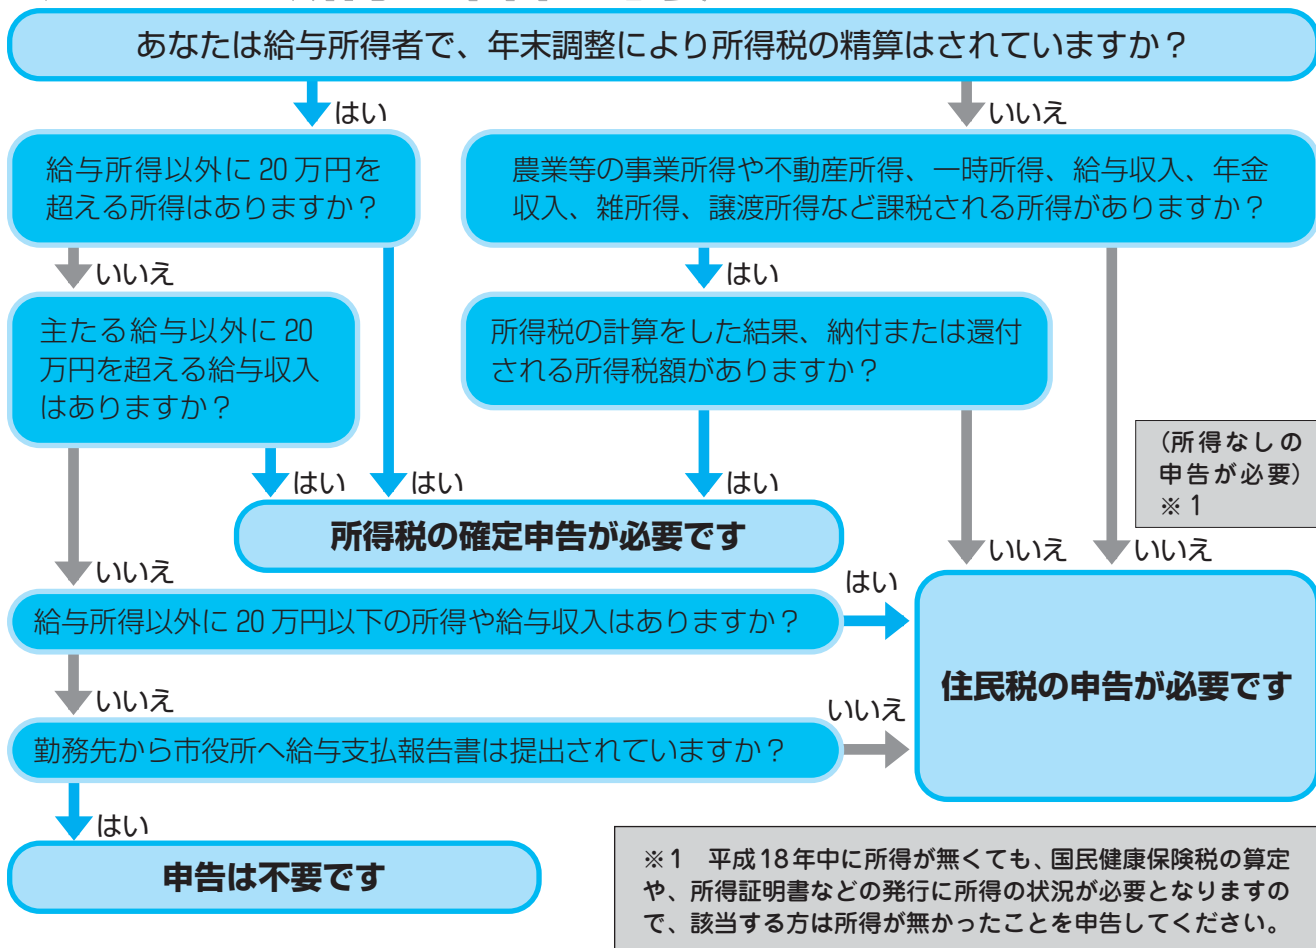 あなたは給与所得者で、年末調整により所得税の精算はされていますか？
はい
いいえ
給与所得以外に 20 万円を
超える所得はありますか？
農業等の事業所得や不動産所得、一時所得、給与収入、年金
収入、雑所得、譲渡所得など課税される所得がありますか？
いいえ
はい
主たる給与以外に 20
万円を超える給与収入
はありますか？
所得税の計算をした結果、納付または還付
される所得税額がありますか？
（所得なしの
申告が必要）
※1
はい
はい
はい
所得税の確定申告が必要です
いいえ
いいえ
いいえ
給与所得以外に 20 万円以下の所得や給与収入はありますか？
はい
住民税の申告が必要です
いいえ
勤務先から市役所へ給与支払報告書は提出されていますか？
いいえ
はい
申告は不要です
※1　平成18年中に所得が無くても、国民健康保険税の算定
や、所得証明書などの発行に所得の状況が必要となりますの
で、該当する方は所得が無かったことを申告してください。